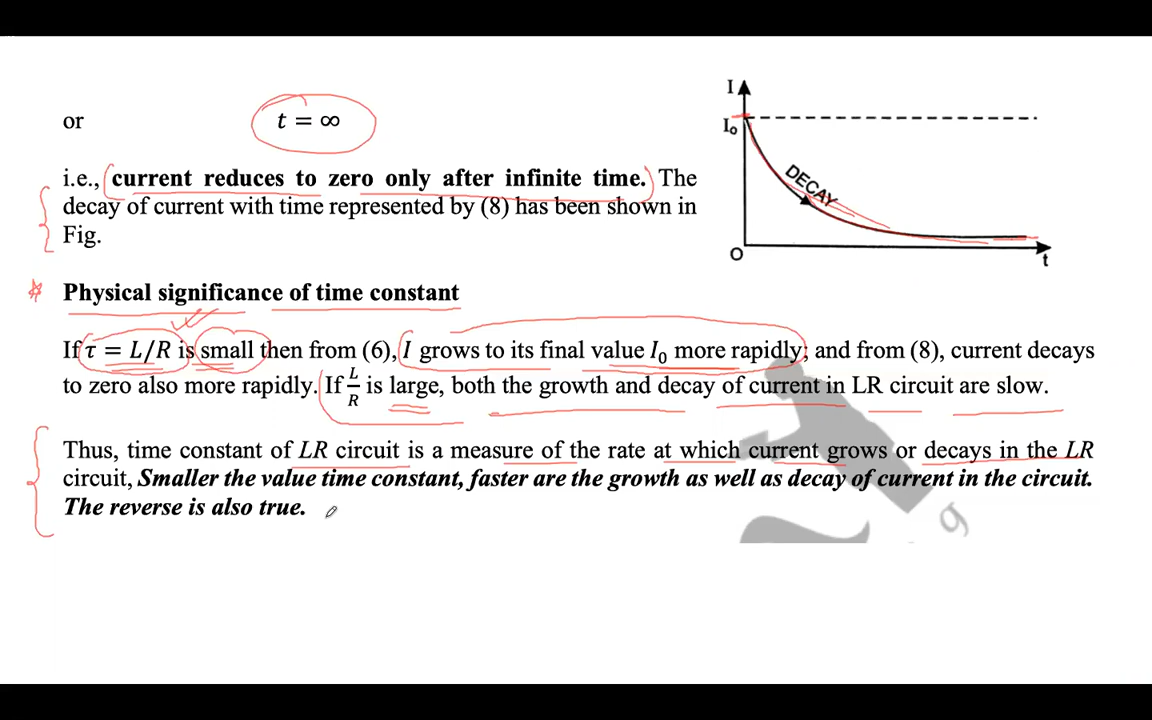 or
t = ∞
i.e., current reduces to zero only after infinite time. The
decay of current with time represented by (8) has been shown in
Fig.
I
I₀
DECAY
O
t
Physical significance of time constant
If τ = L/R is small then from (6), I grows to its final value I₀ more rapidly; and from (8), current decays
to zero also more rapidly. If L/R is large, both the growth and decay of current in LR circuit are slow.
Thus, time constant of LR circuit is a measure of the rate at which current grows or decays in the LR
circuit, Smaller the value time constant, faster are the growth as well as decay of current in the circuit.
The reverse is also true.
g